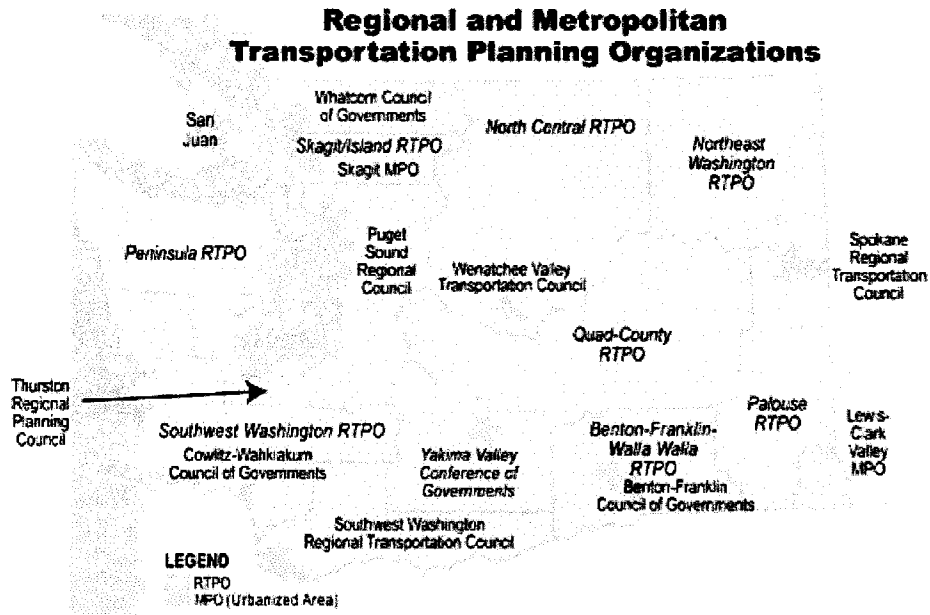 Regional and Metropolitan
Transportation Planning Organizations
San
Juan
Whatcom Council
of Governments
Skagit/Island RTPO
Skagit MPO
North Central RTPO
Northeast
Washington
RTPO
Peninsula RTPO
Puget
Sound
Regional
Council
Wenatchee Valley
Transportation Council
Spokane
Regional
Transportation
Council
Quad-County
RTPO
Thurston
Regional
Planning
Council
Southwest Washington RTPO
Cowlitz-Wahkiakum
Council of Governments
Yakima Valley
Conference of
Governments
Benton-Franklin-
Walla Walla
RTPO
Benton-Franklin
Council of Governments
Palouse
RTPO
Lewis-
Clark
Valley
MPO
Southwest Washington
Regional Transportation Council
LEGEND
RTPO
MPO (Urbanized Area)